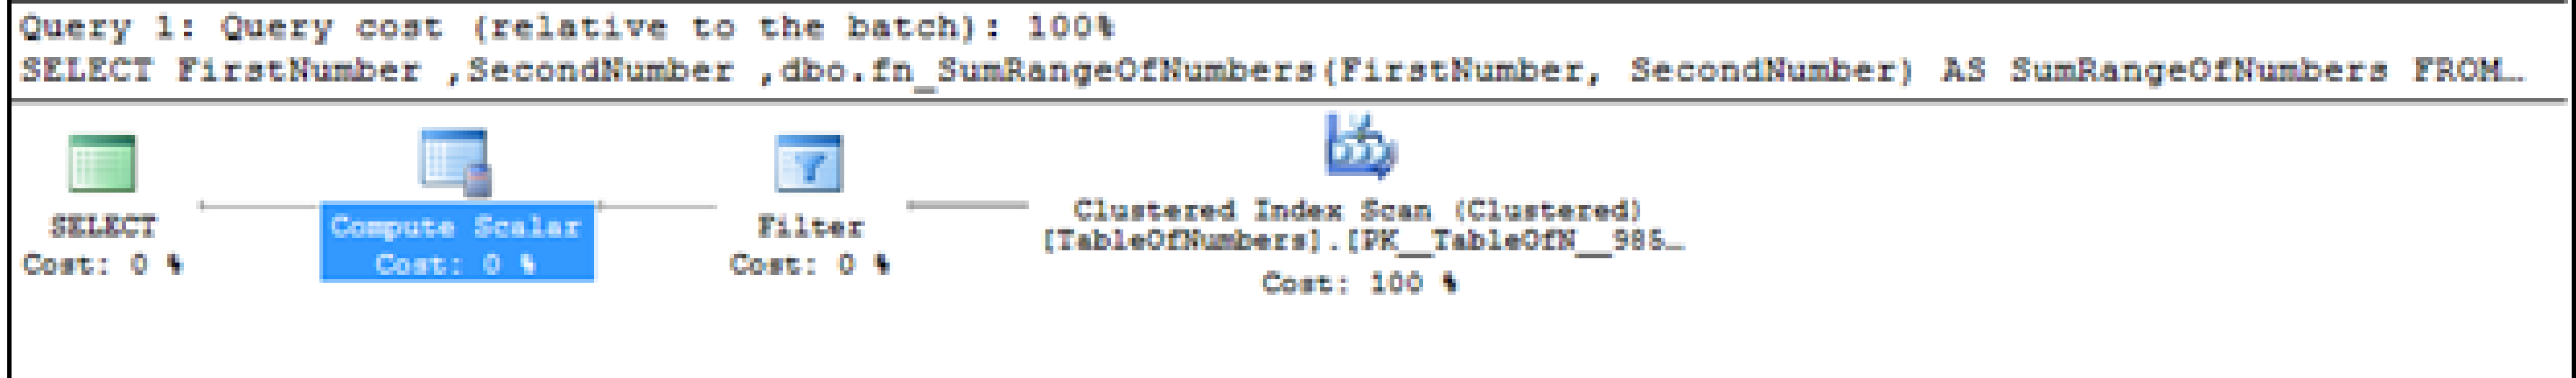 Query 1: Query cost (relative to the batch): 100%
SELECT FirstNumber ,SecondNumber ,dbo.fn_SumRangeOfNumbers(FirstNumber, SecondNumber) AS SumRangeOfNumbers FROM…
SELECT
Cost: 0 %
Compute Scalar
Cost: 0 %
Filter
Cost: 0 %
Clustered Index Scan (Clustered)
[TableOfNumbers].[PK__TableOfN__985…
Cost: 100 %